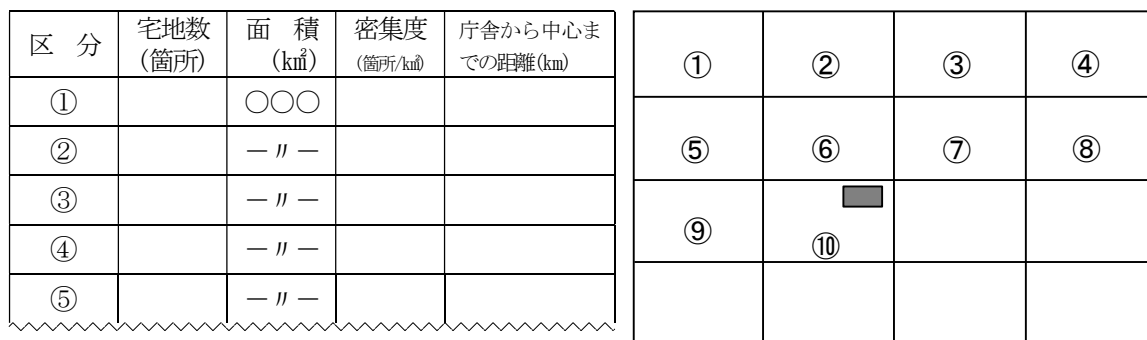 区　分 宅地数(箇所) 面　積(k㎡) 密集度(箇所/k㎡) 庁舎から中心までの距離(km)
① ○○○
② ―〃―
③ ―〃―
④ ―〃―
⑤ ―〃―
① ② ③ ④
⑤ ⑥ ⑦ ⑧
⑨ ⑩